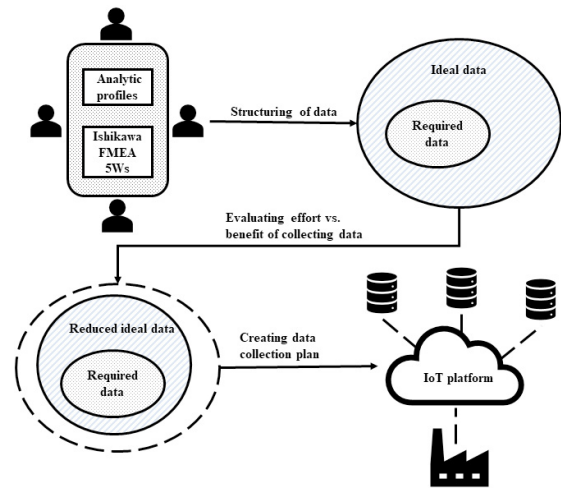 Analytic
profiles
Ishikawa
FMEA
5Ws
Structuring of data
Ideal data
Required
data
Evaluating effort vs.
benefit of collecting data
Reduced ideal data
Required
data
Creating data
collection plan
IoT platform